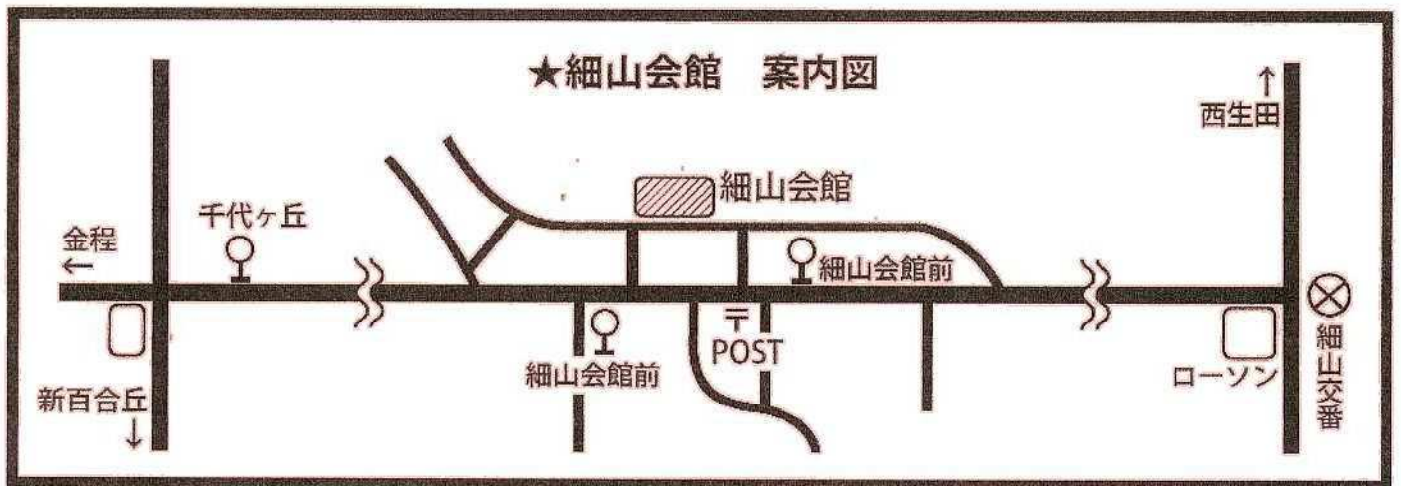 ★細山会館 案内図
↑
西生田
細山会館
千代ヶ丘
金程
←
細山会館前
〒
POST
細山会館前
ローソン
細山交番
新百合丘
↓